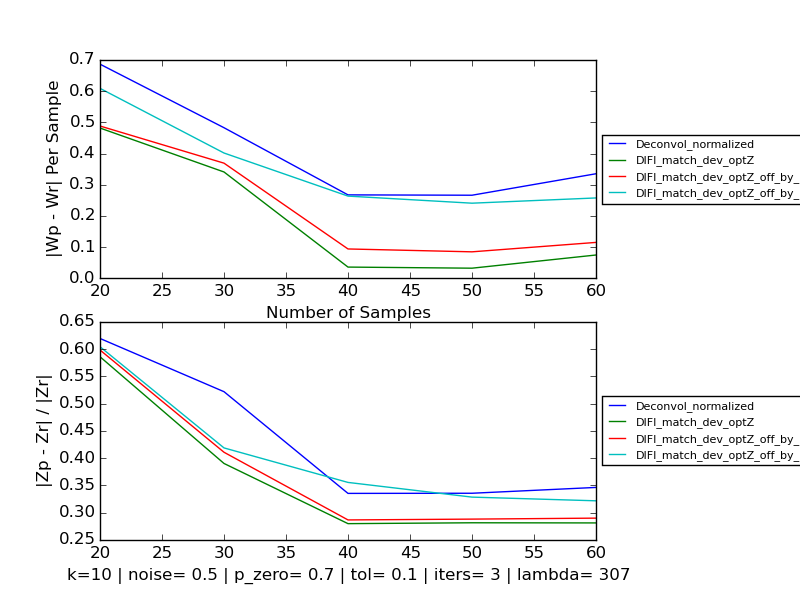 0.7
0.6
0.5
0.4
0.3
0.2
0.1
0.0
|Wp - Wr| Per Sample
20 25 30 35 40 45 50 55 60
Number of Samples
Deconvol_normalized
DIFI_match_dev_optZ
DIFI_match_dev_optZ_off_by_
DIFI_match_dev_optZ_off_by_
0.65
0.60
0.55
0.50
0.45
0.40
0.35
0.30
0.25
|Zp - Zr| / |Zr|
20 25 30 35 40 45 50 55 60
k=10 | noise= 0.5 | p_zero= 0.7 | tol= 0.1 | iters= 3 | lambda= 307
Deconvol_normalized
DIFI_match_dev_optZ
DIFI_match_dev_optZ_off_by_
DIFI_match_dev_optZ_off_by_